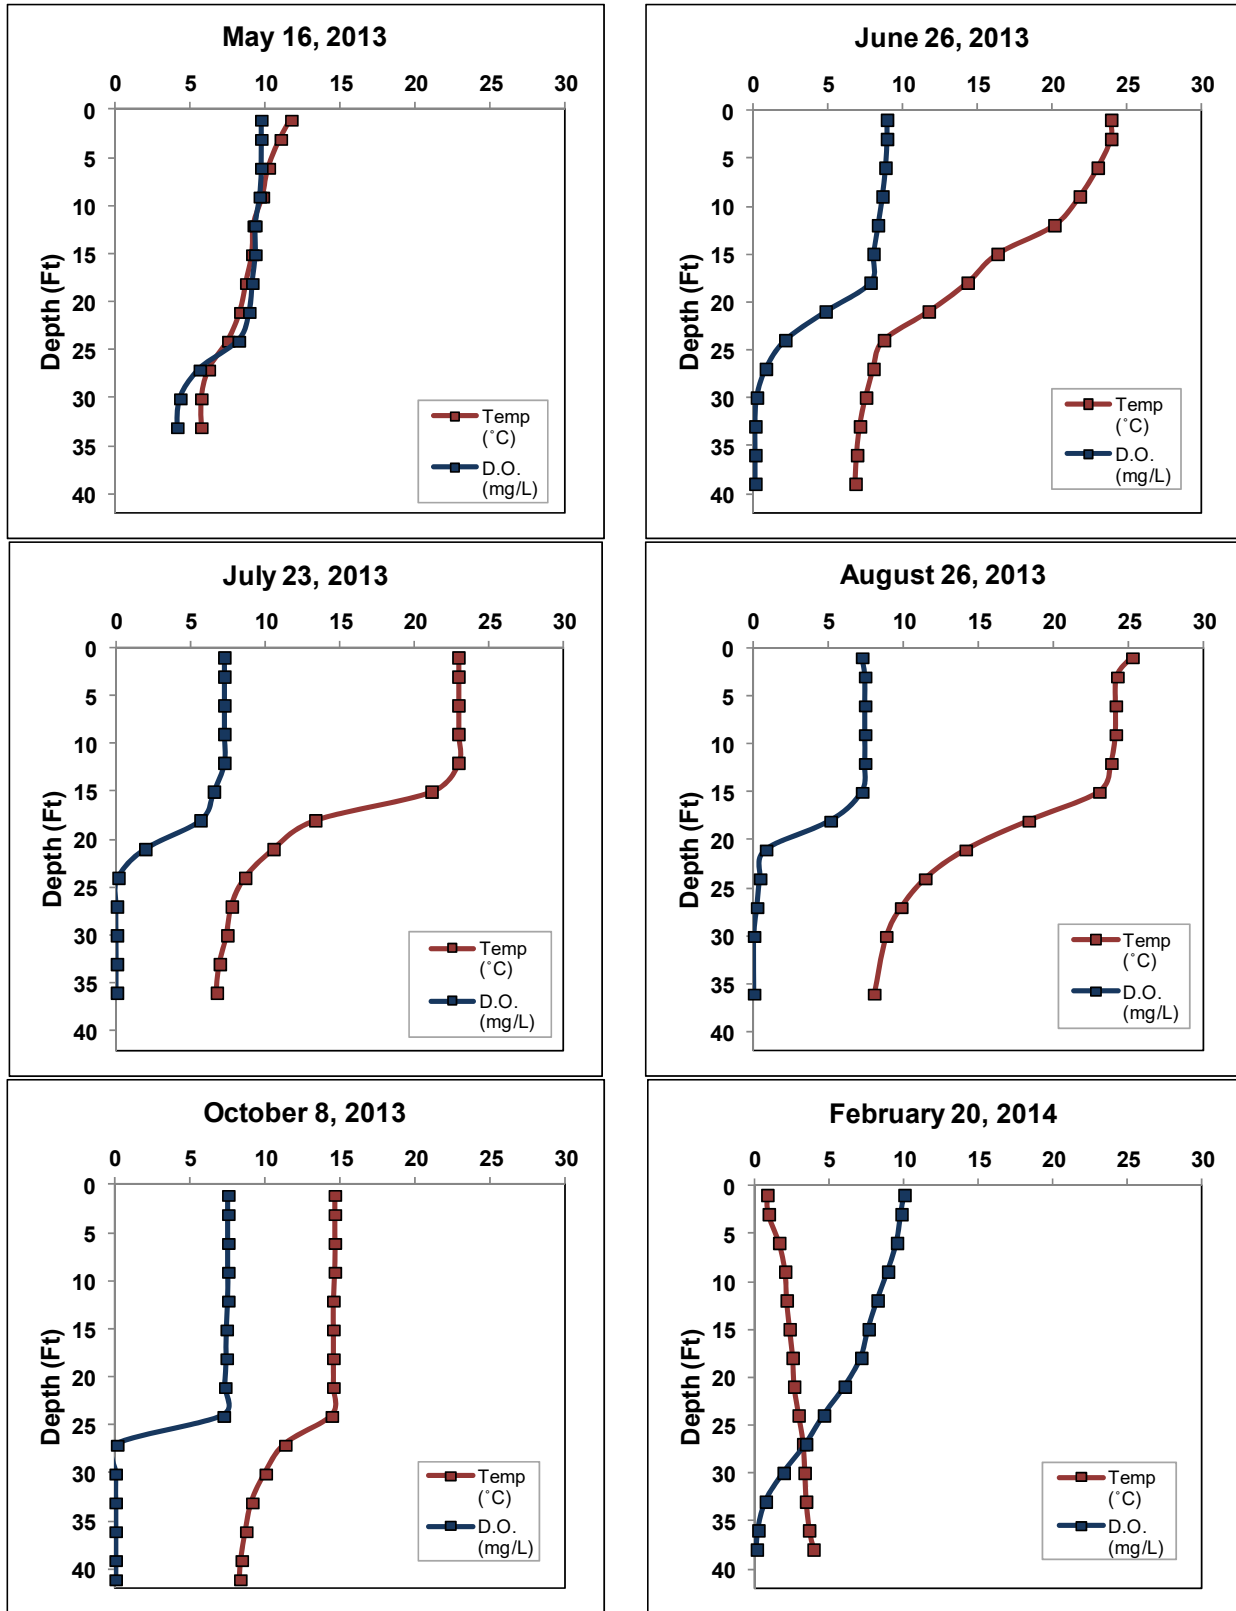 May 16, 2013
0 5 10 15 20 25 30
0
5
10
15
20
25
30
35
40
Depth (Ft)
Temp
(˚C)
D.O.
(mg/L)
June 26, 2013
0 5 10 15 20 25 30
0
5
10
15
20
25
30
35
40
Depth (Ft)
Temp
(˚C)
D.O.
(mg/L)
July 23, 2013
0 5 10 15 20 25 30
0
5
10
15
20
25
30
35
40
Depth (Ft)
Temp
(˚C)
D.O.
(mg/L)
August 26, 2013
0 5 10 15 20 25 30
0
5
10
15
20
25
30
35
40
Depth (Ft)
Temp
(˚C)
D.O.
(mg/L)
October 8, 2013
0 5 10 15 20 25 30
0
5
10
15
20
25
30
35
40
Depth (Ft)
Temp
(˚C)
D.O.
(mg/L)
February 20, 2014
0 5 10 15 20 25 30
0
5
10
15
20
25
30
35
40
Depth (Ft)
Temp
(˚C)
D.O.
(mg/L)